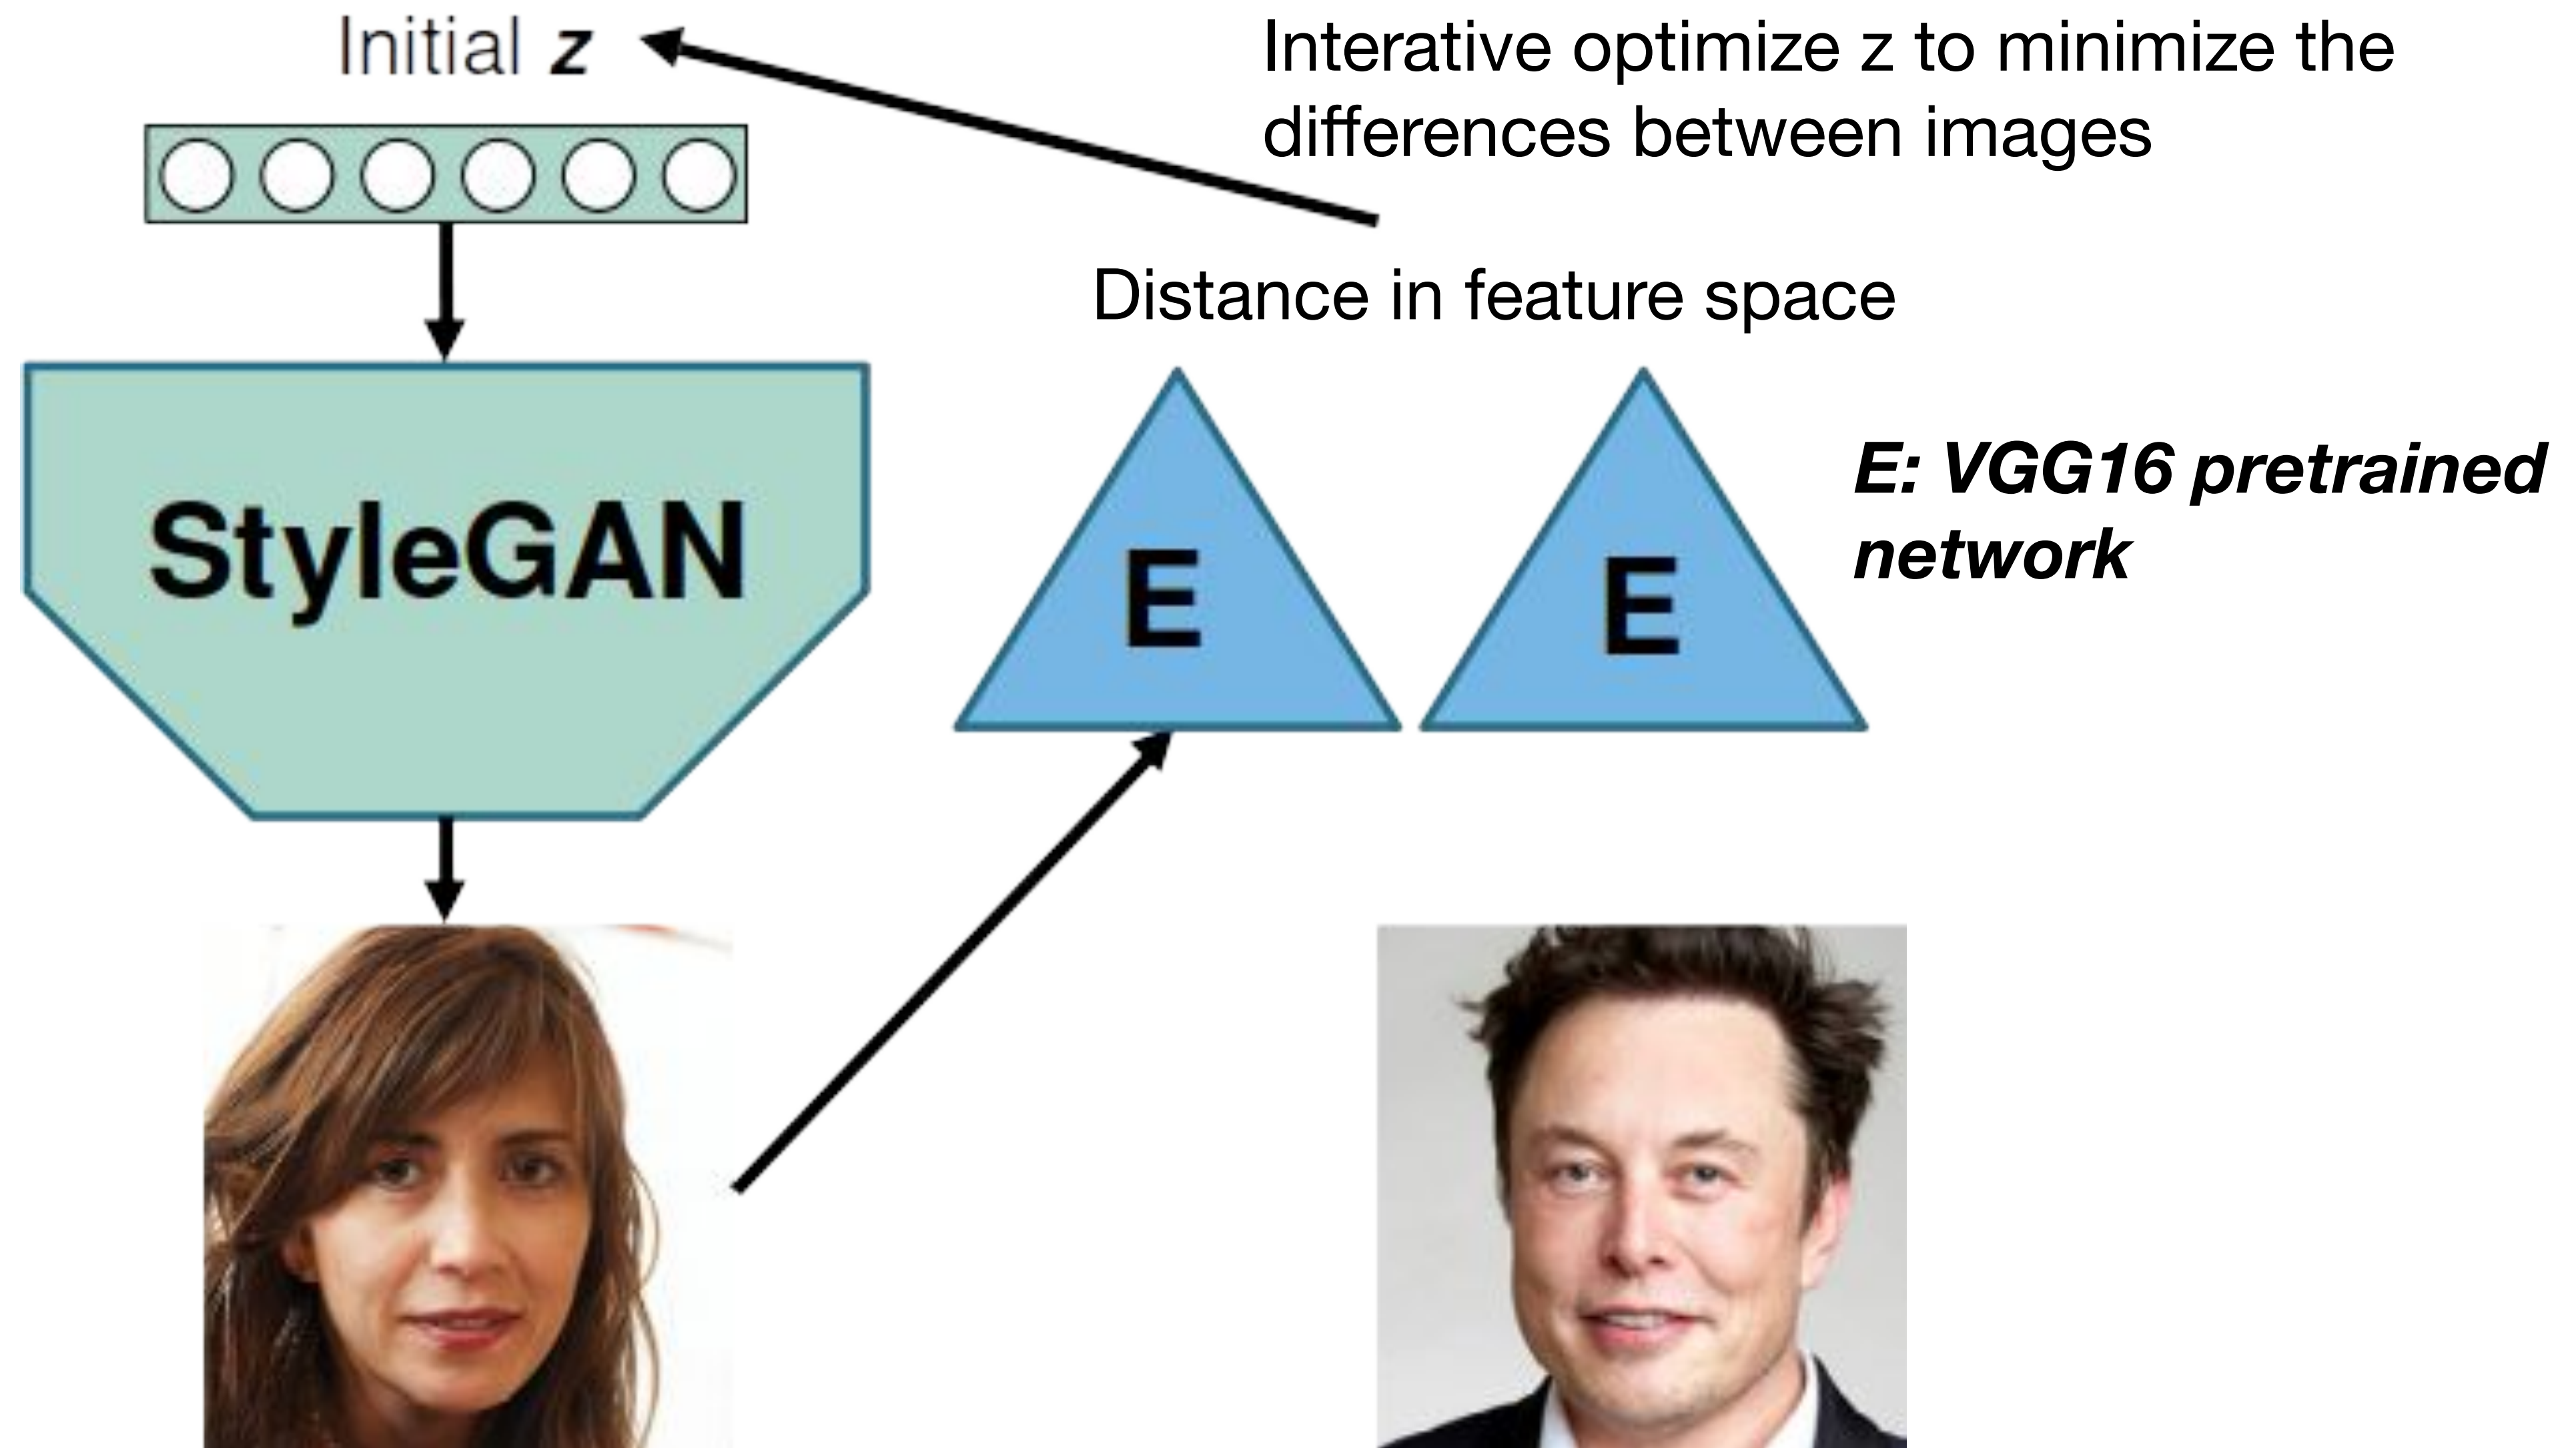 Initial z
Interative optimize z to minimize the
differences between images
Distance in feature space
StyleGAN
E
E
E: VGG16 pretrained
network